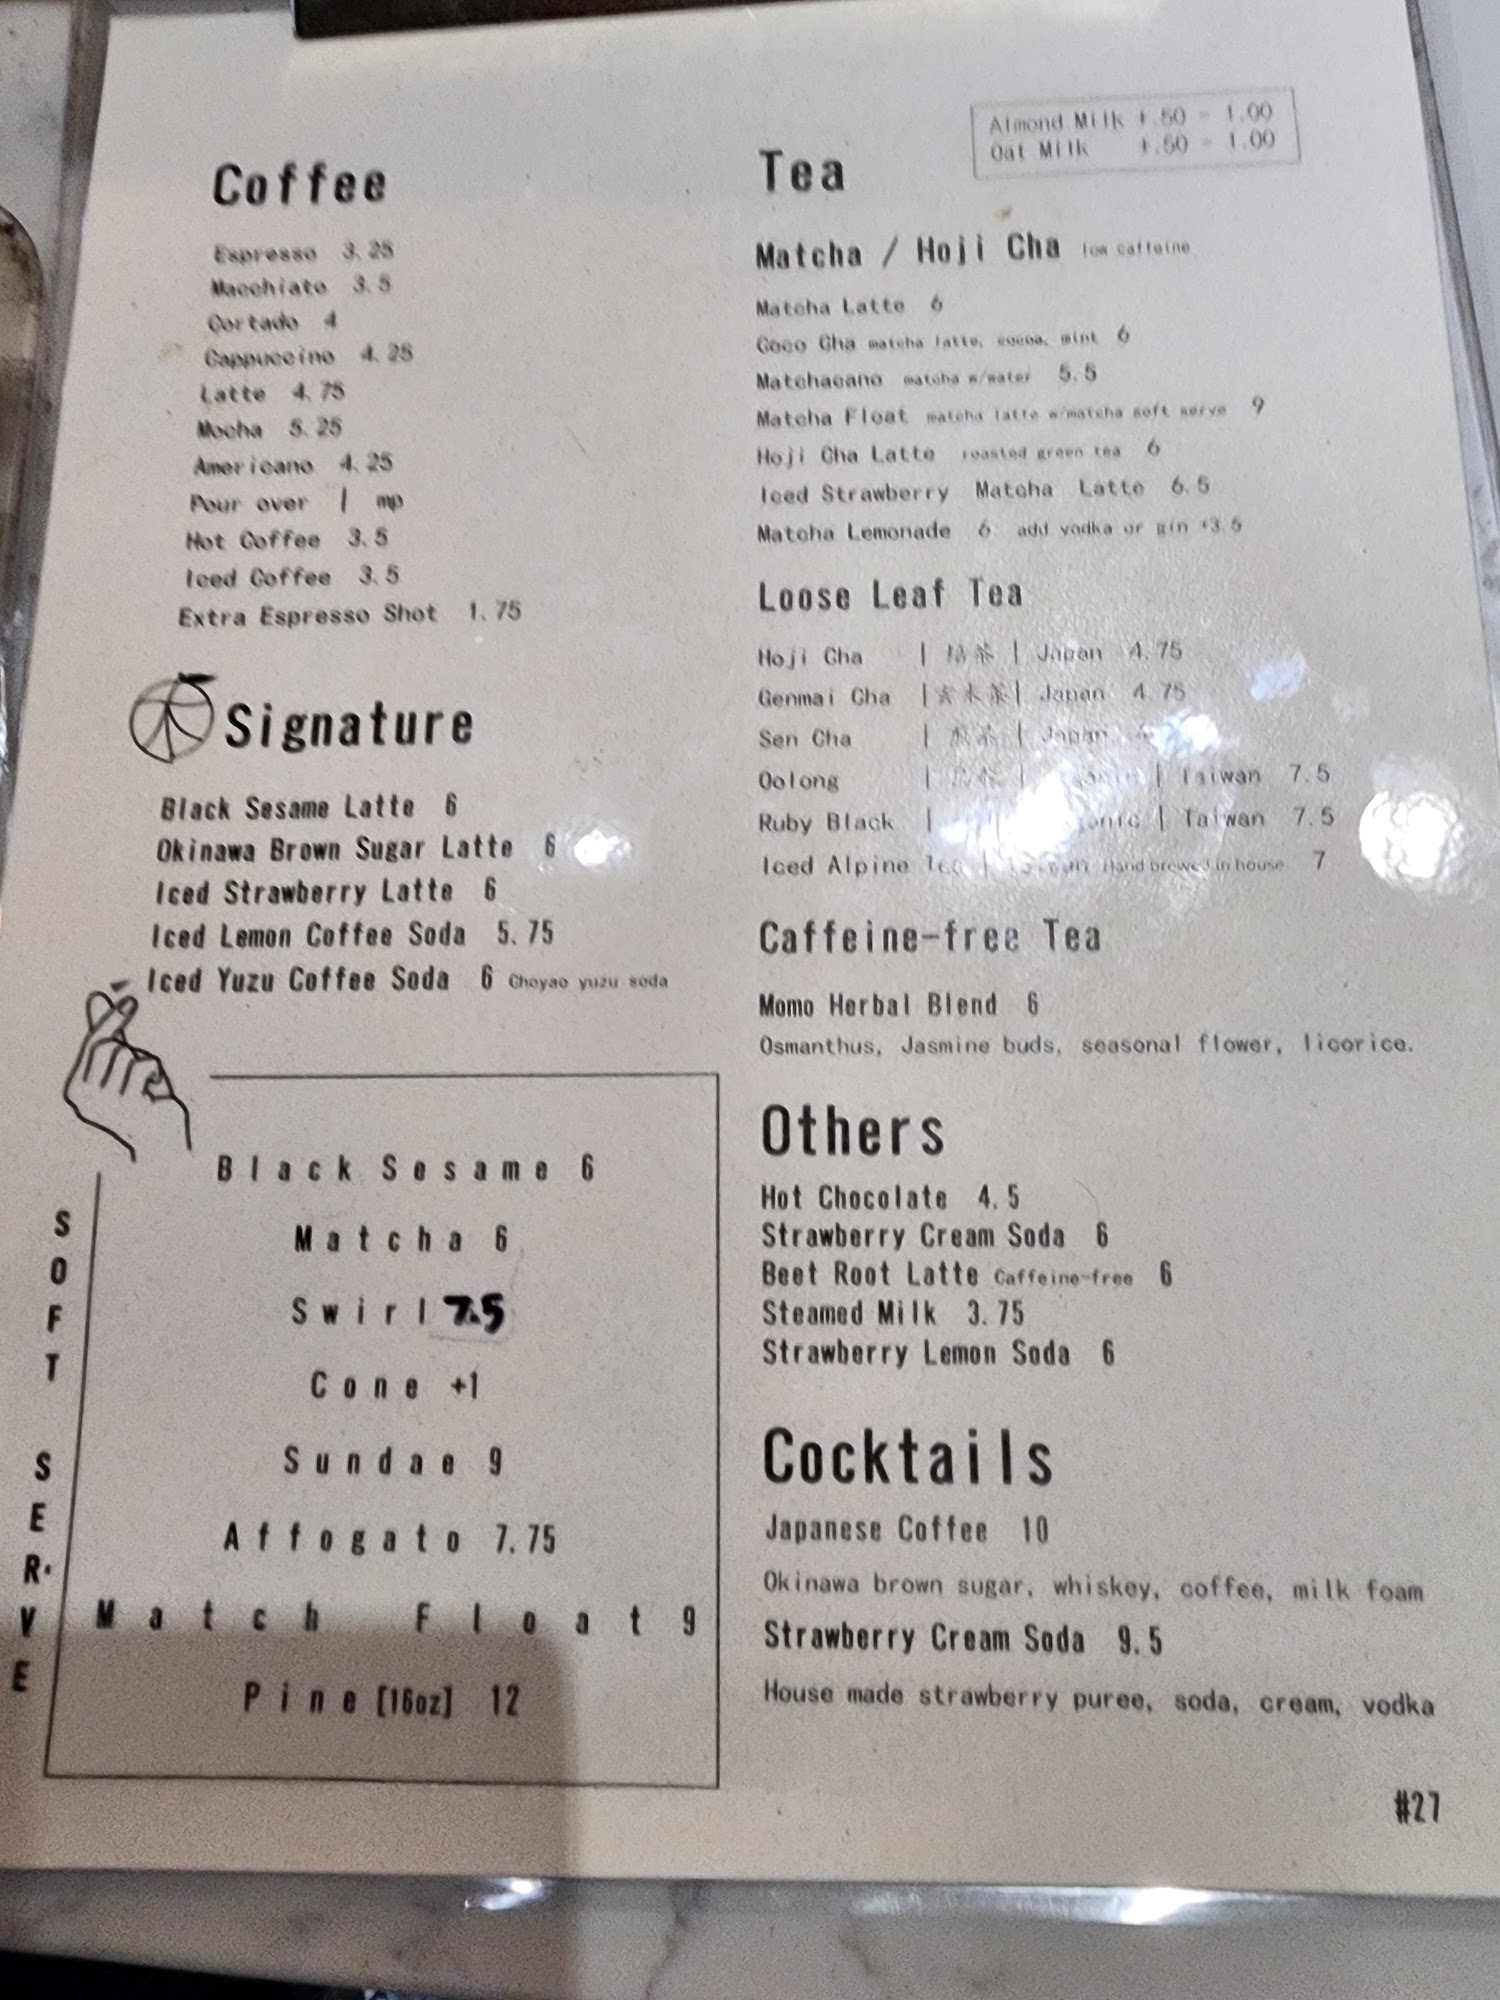 Coffee
Espresso 3.25
Macchiato 3.5
Cortado 4
Cappuccino 4.25
Latte 4.75
Mocha 5.25
Americano 4.25
Pour over | mp
Hot Coffee 3.5
Iced Coffee 3.5
Extra Espresso Shot 1.75
Signature
Black Sesame Latte 6
Okinawa Brown Sugar Latte 6
Iced Strawberry Latte 6
Iced Lemon Coffee Soda 5.75
Iced Yuzu Coffee Soda 6 Choyao yuzu soda
SOFT SERVE
Black Sesame 6
Matcha 6
Swirl 7.5
Cone +1
Sundae 9
Affogato 7.75
Match Float 9
Pine [16oz] 12
Almond Milk +.50 - 1.00
Oat Milk +.50 - 1.00
Tea
Matcha / Hoji Cha low caffeine
Matcha Latte 6
Coco Cha matcha latte, cocoa, mint 6
Matchacano matcha w/water 5.5
Matcha Float matcha latte w/matcha soft serve 9
Hoji Cha Latte roasted green tea 6
Iced Strawberry Matcha Latte 6.5
Matcha Lemonade 6 add vodka or gin +3.5
Loose Leaf Tea
Hoji Cha | 焙茶 | Japan 4.75
Genmai Cha |玄米茶| Japan 4.75
Sen Cha | 煎茶 | Japan
Oolong | | Taiwan 7.5
Ruby Black | | Taiwan 7.5
Iced Alpine Tea | Hand brewed in house 7
Caffeine-free Tea
Momo Herbal Blend 6
Osmanthus, Jasmine buds, seasonal flower, licorice.
Others
Hot Chocolate 4.5
Strawberry Cream Soda 6
Beet Root Latte Caffeine-free 6
Steamed Milk 3.75
Strawberry Lemon Soda 6
Cocktails
Japanese Coffee 10
Okinawa brown sugar, whiskey, coffee, milk foam
Strawberry Cream Soda 9.5
House made strawberry puree, soda, cream, vodka
#27